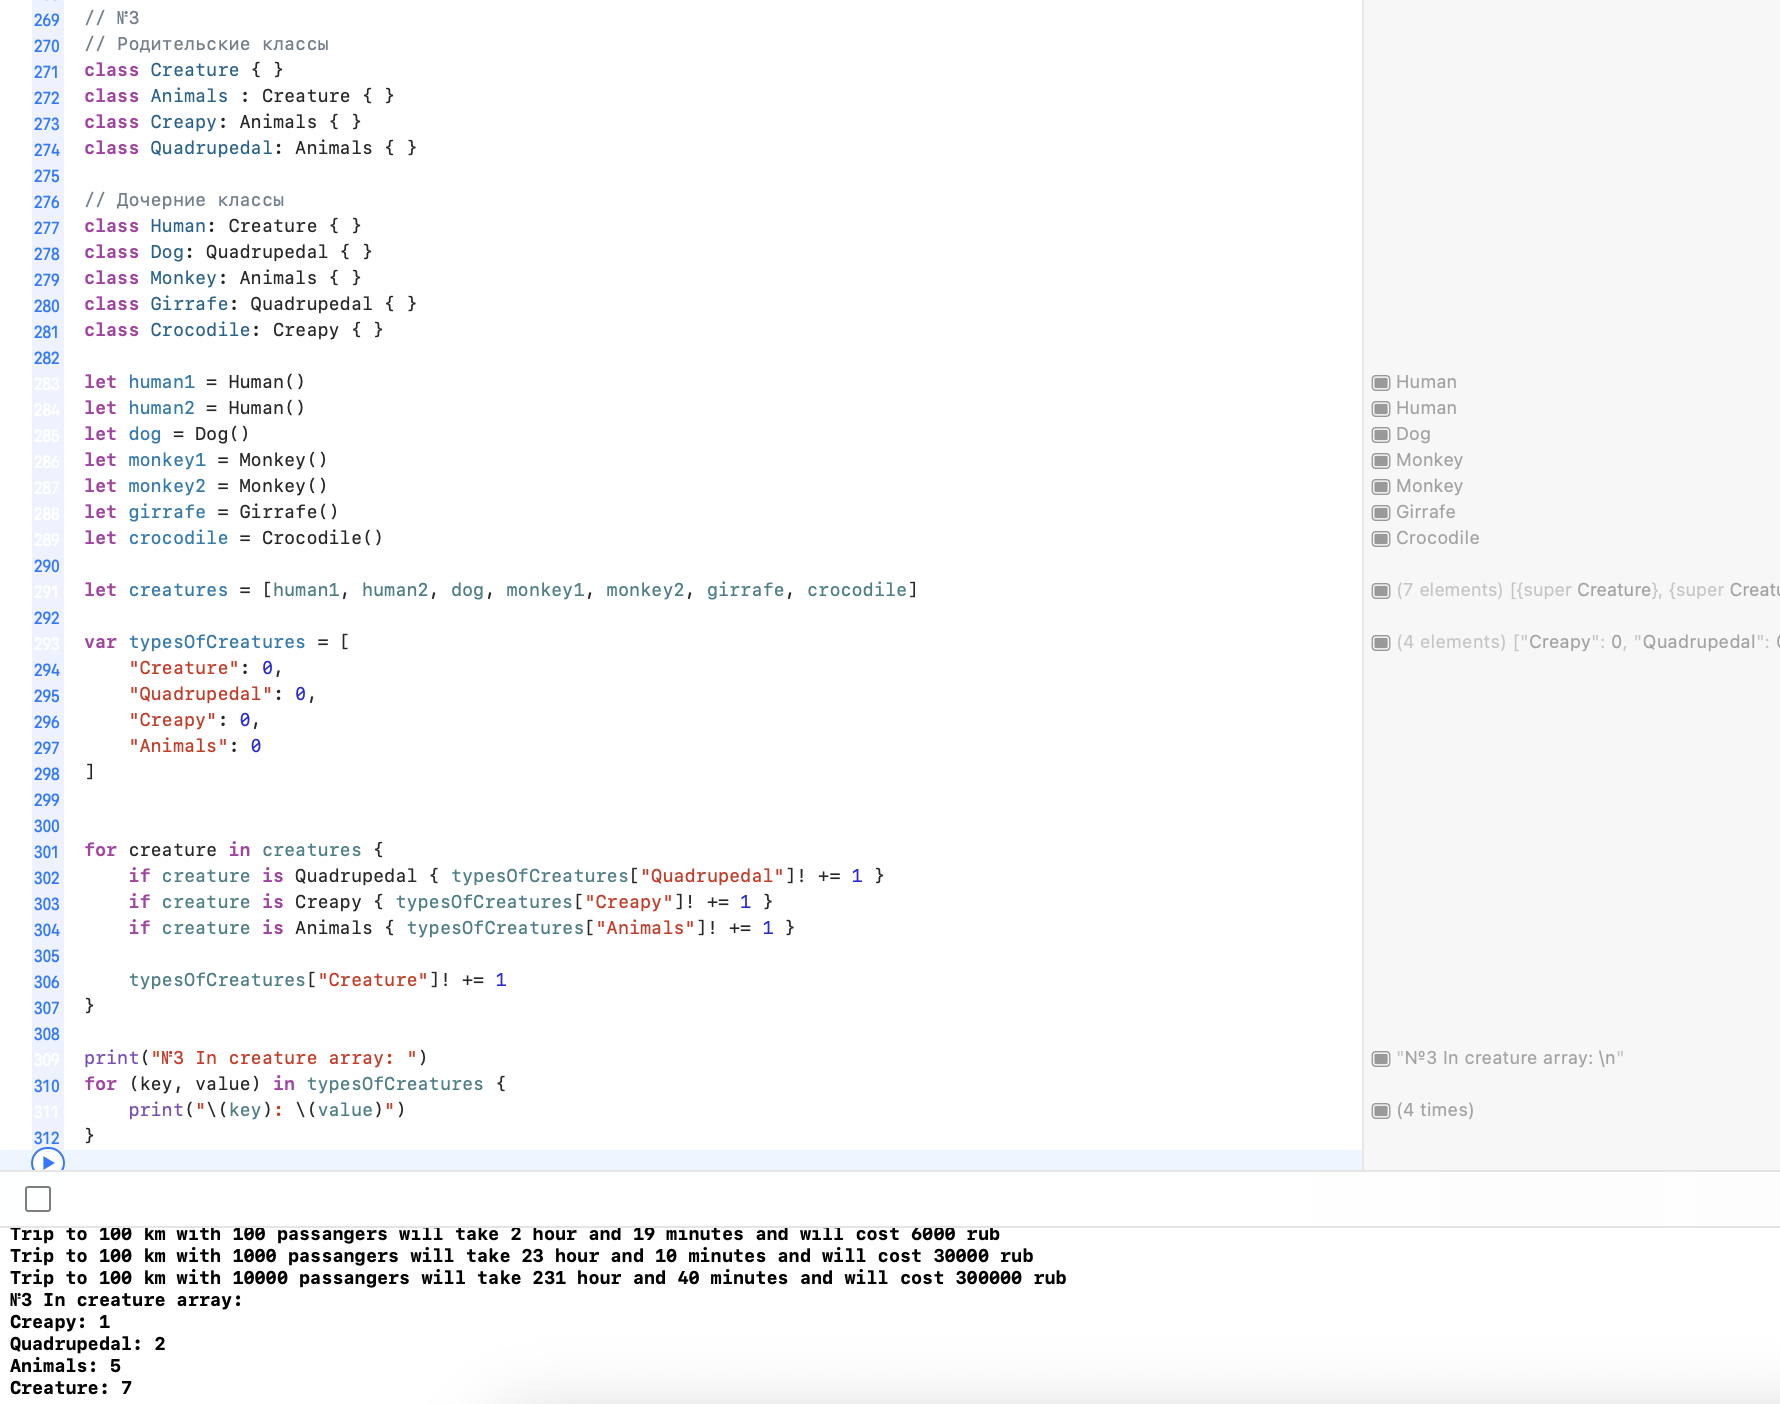 269 // №3
270 // Родительские классы
271 class Creature { }
272 class Animals : Creature { }
273 class Creapy: Animals { }
274 class Quadrupedal: Animals { }
275
276 // Дочерние классы
277 class Human: Creature { }
278 class Dog: Quadrupedal { }
279 class Monkey: Animals { }
280 class Girrafe: Quadrupedal { }
281 class Crocodile: Creapy { }
282
283 let human1 = Human() Human
284 let human2 = Human() Human
285 let dog = Dog() Dog
286 let monkey1 = Monkey() Monkey
287 let monkey2 = Monkey() Monkey
288 let girrafe = Girrafe() Girrafe
289 let crocodile = Crocodile() Crocodile
290
291 let creatures = [human1, human2, dog, monkey1, monkey2, girrafe, crocodile] (7 elements) [{super Creature}, {super
292
293 var typesOfCreatures = [ (4 elements) ["Creapy": 0, "Quadrupedal":
294 "Creature": 0,
295 "Quadrupedal": 0,
296 "Creapy": 0,
297 "Animals": 0
298 ]
299
300
301 for creature in creatures {
302 if creature is Quadrupedal { typesOfCreatures["Quadrupedal"]! += 1 }
303 if creature is Creapy { typesOfCreatures["Creapy"]! += 1 }
304 if creature is Animals { typesOfCreatures["Animals"]! += 1 }
305
306 typesOfCreatures["Creature"]! += 1
307 }
308
309 print("№3 In creature array: ") "№3 In creature array: \n"
310 for (key, value) in typesOfCreatures {
311 print("\(key): \(value)") (4 times)
312 }
Trip to 100 km with 100 passangers will take 2 hour and 19 minutes and will cost 6000 rub
Trip to 100 km with 1000 passangers will take 23 hour and 10 minutes and will cost 30000 rub
Trip to 100 km with 10000 passangers will take 231 hour and 40 minutes and will cost 300000 rub
№3 In creature array:
Creapy: 1
Quadrupedal: 2
Animals: 5
Creature: 7